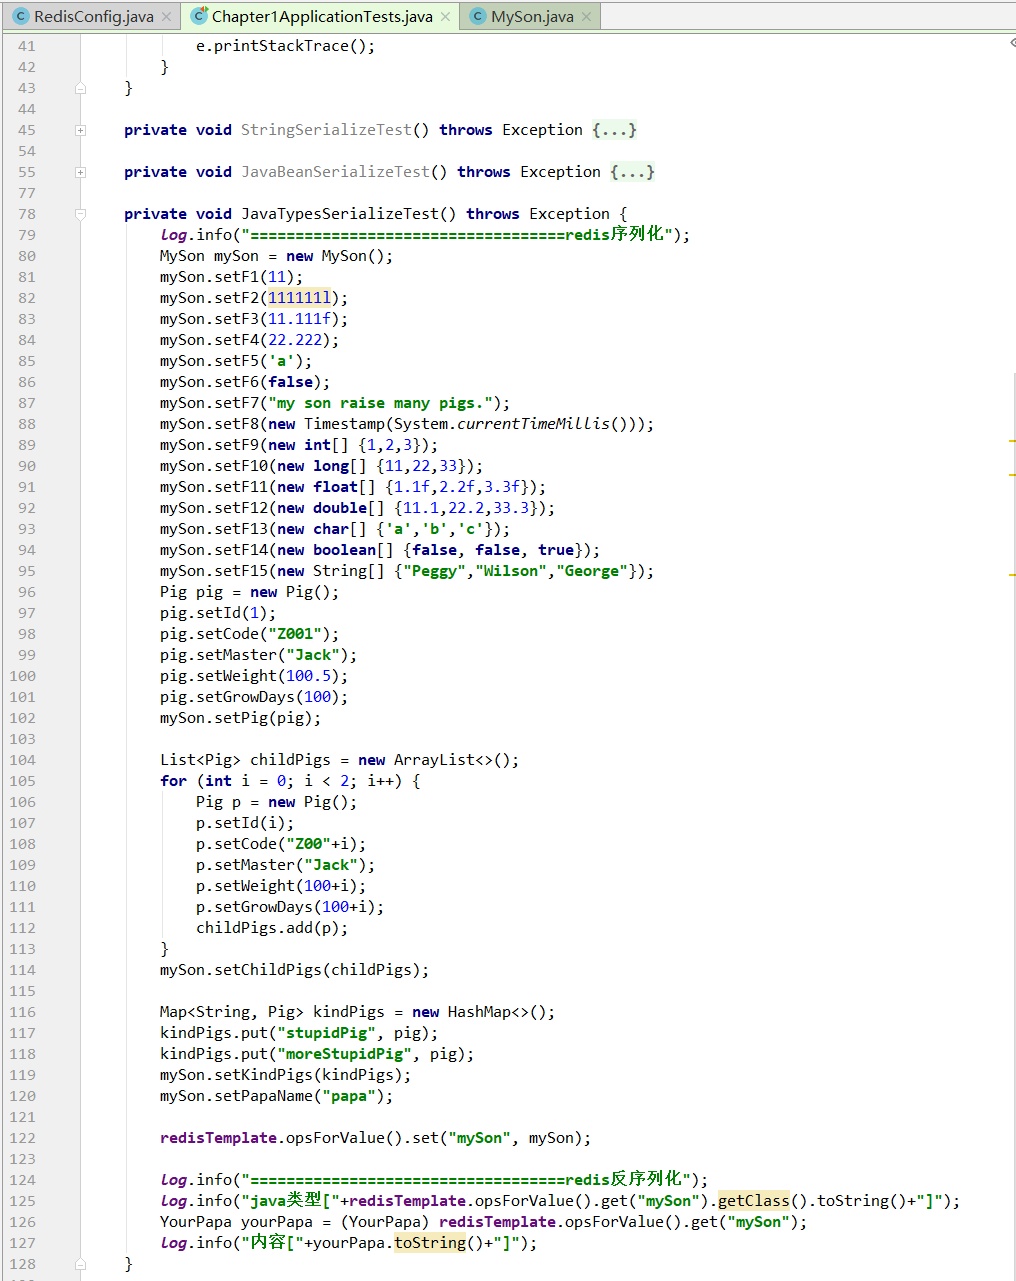 RedisConfig.java × Chapter1ApplicationTests.java × MySon.java ×
41 e.printStackTrace();
42 }
43 }
44
45 private void StringSerializeTest() throws Exception {...}
54
55 private void JavaBeanSerializeTest() throws Exception {...}
77
78 private void JavaTypesSerializeTest() throws Exception {
79 log.info("===================================redis序列化");
80 MySon mySon = new MySon();
81 mySon.setF1(11);
82 mySon.setF2(111111l);
83 mySon.setF3(11.111f);
84 mySon.setF4(22.222);
85 mySon.setF5('a');
86 mySon.setF6(false);
87 mySon.setF7("my son raise many pigs.");
88 mySon.setF8(new Timestamp(System.currentTimeMillis()));
89 mySon.setF9(new int[] {1,2,3});
90 mySon.setF10(new long[] {11,22,33});
91 mySon.setF11(new float[] {1.1f,2.2f,3.3f});
92 mySon.setF12(new double[] {11.1,22.2,33.3});
93 mySon.setF13(new char[] {'a','b','c'});
94 mySon.setF14(new boolean[] {false, false, true});
95 mySon.setF15(new String[] {"Peggy","Wilson","George"});
96 Pig pig = new Pig();
97 pig.setId(1);
98 pig.setCode("Z001");
99 pig.setMaster("Jack");
100 pig.setWeight(100.5);
101 pig.setGrowDays(100);
102 mySon.setPig(pig);
103
104 List<Pig> childPigs = new ArrayList<>();
105 for (int i = 0; i < 2; i++) {
106 Pig p = new Pig();
107 p.setId(i);
108 p.setCode("Z00"+i);
109 p.setMaster("Jack");
110 p.setWeight(100+i);
111 p.setGrowDays(100+i);
112 childPigs.add(p);
113 }
114 mySon.setChildPigs(childPigs);
115
116 Map<String, Pig> kindPigs = new HashMap<>();
117 kindPigs.put("stupidPig", pig);
118 kindPigs.put("moreStupidPig", pig);
119 mySon.setKindPigs(kindPigs);
120 mySon.setPapaName("papa");
121
122 redisTemplate.opsForValue().set("mySon", mySon);
123
124 log.info("===================================redis反序列化");
125 log.info("java类型["+redisTemplate.opsForValue().get("mySon").getClass().toString()+"]");
126 YourPapa yourPapa = (YourPapa) redisTemplate.opsForValue().get("mySon");
127 log.info("内容["+yourPapa.toString()+"]");
128 }